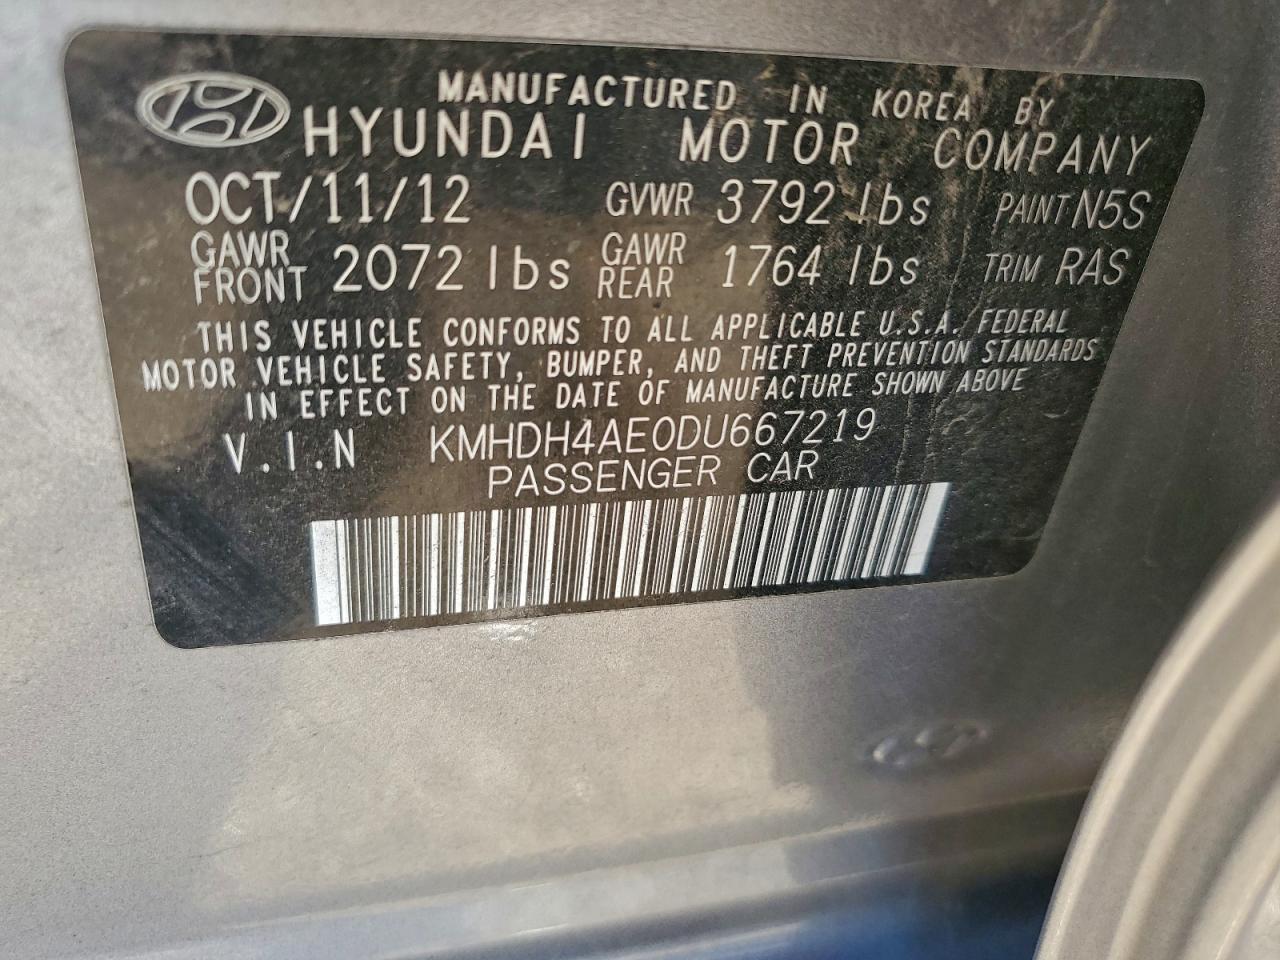 MANUFACTURED IN KOREA BY
HYUNDAI MOTOR COMPANY
OCT/11/12 GVWR 3792 lbs PAINT N5S
GAWR FRONT 2072 lbs GAWR REAR 1764 lbs TRIM RAS
THIS VEHICLE CONFORMS TO ALL APPLICABLE U.S.A. FEDERAL
MOTOR VEHICLE SAFETY, BUMPER, AND THEFT PREVENTION STANDARDS
IN EFFECT ON THE DATE OF MANUFACTURE SHOWN ABOVE
V.I.N KMHDH4AE0DU667219
PASSENGER CAR